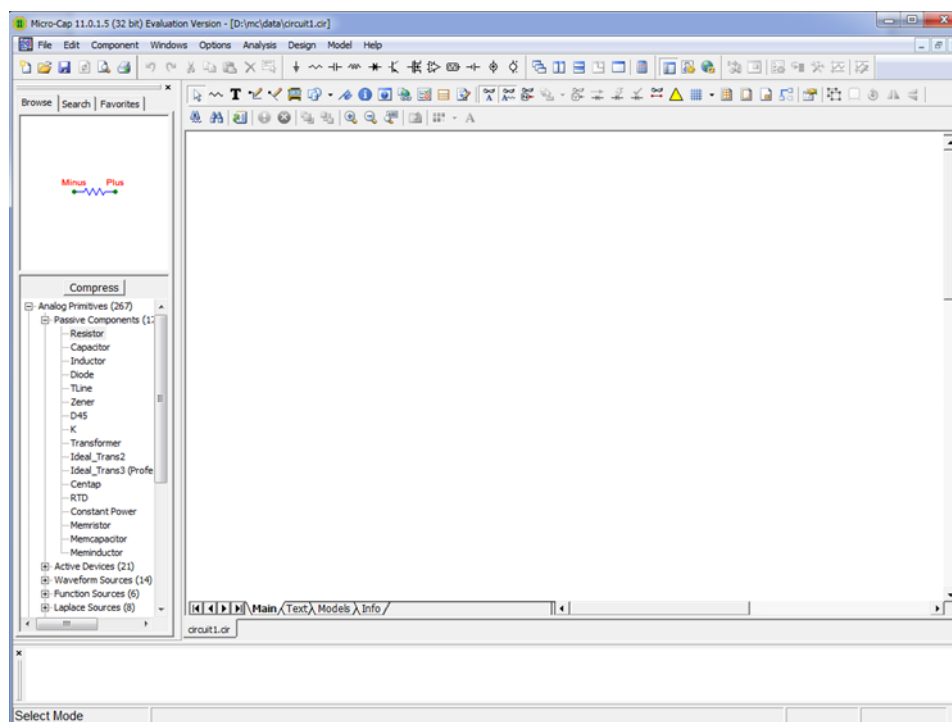 Micro-Cap 11.0.1.5 (32 bit) Evaluation Version - [D:\mc\data\circuit1.cir]
File Edit Component Windows Options Analysis Design Model Help
Browse Search Favorites
Minus Plus
Compress
Analog Primitives (267)
Passive Components (17
Resistor
Capacitor
Inductor
Diode
TLine
Zener
D45
K
Transformer
Ideal_Trans2
Ideal_Trans3 (Profe
Centap
RTD
Constant Power
Memristor
Memcapacitor
Meminductor
Active Devices (21)
Waveform Sources (14)
Function Sources (6)
Laplace Sources (8)
Main Text Models Info
circuit1.cir
Select Mode